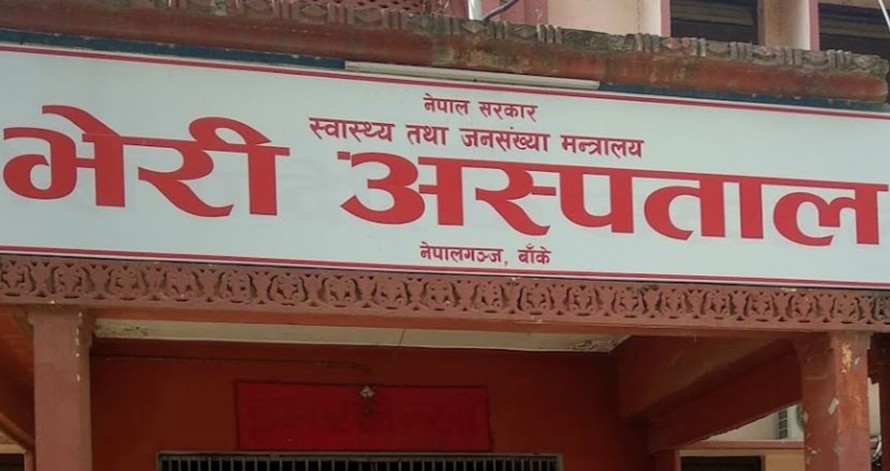 नेपाल सरकार
स्वास्थ्य तथा जनसंख्या मन्त्रालय
भेरी अस्पताल
नेपालगञ्ज, बाँके